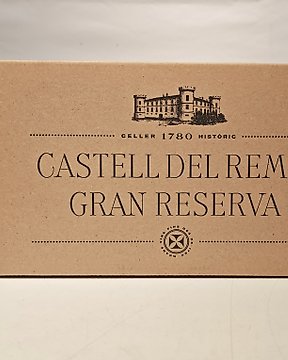 CELLER 1780 HISTÒRIC
CASTELL DEL REM
GRAN RESERVA